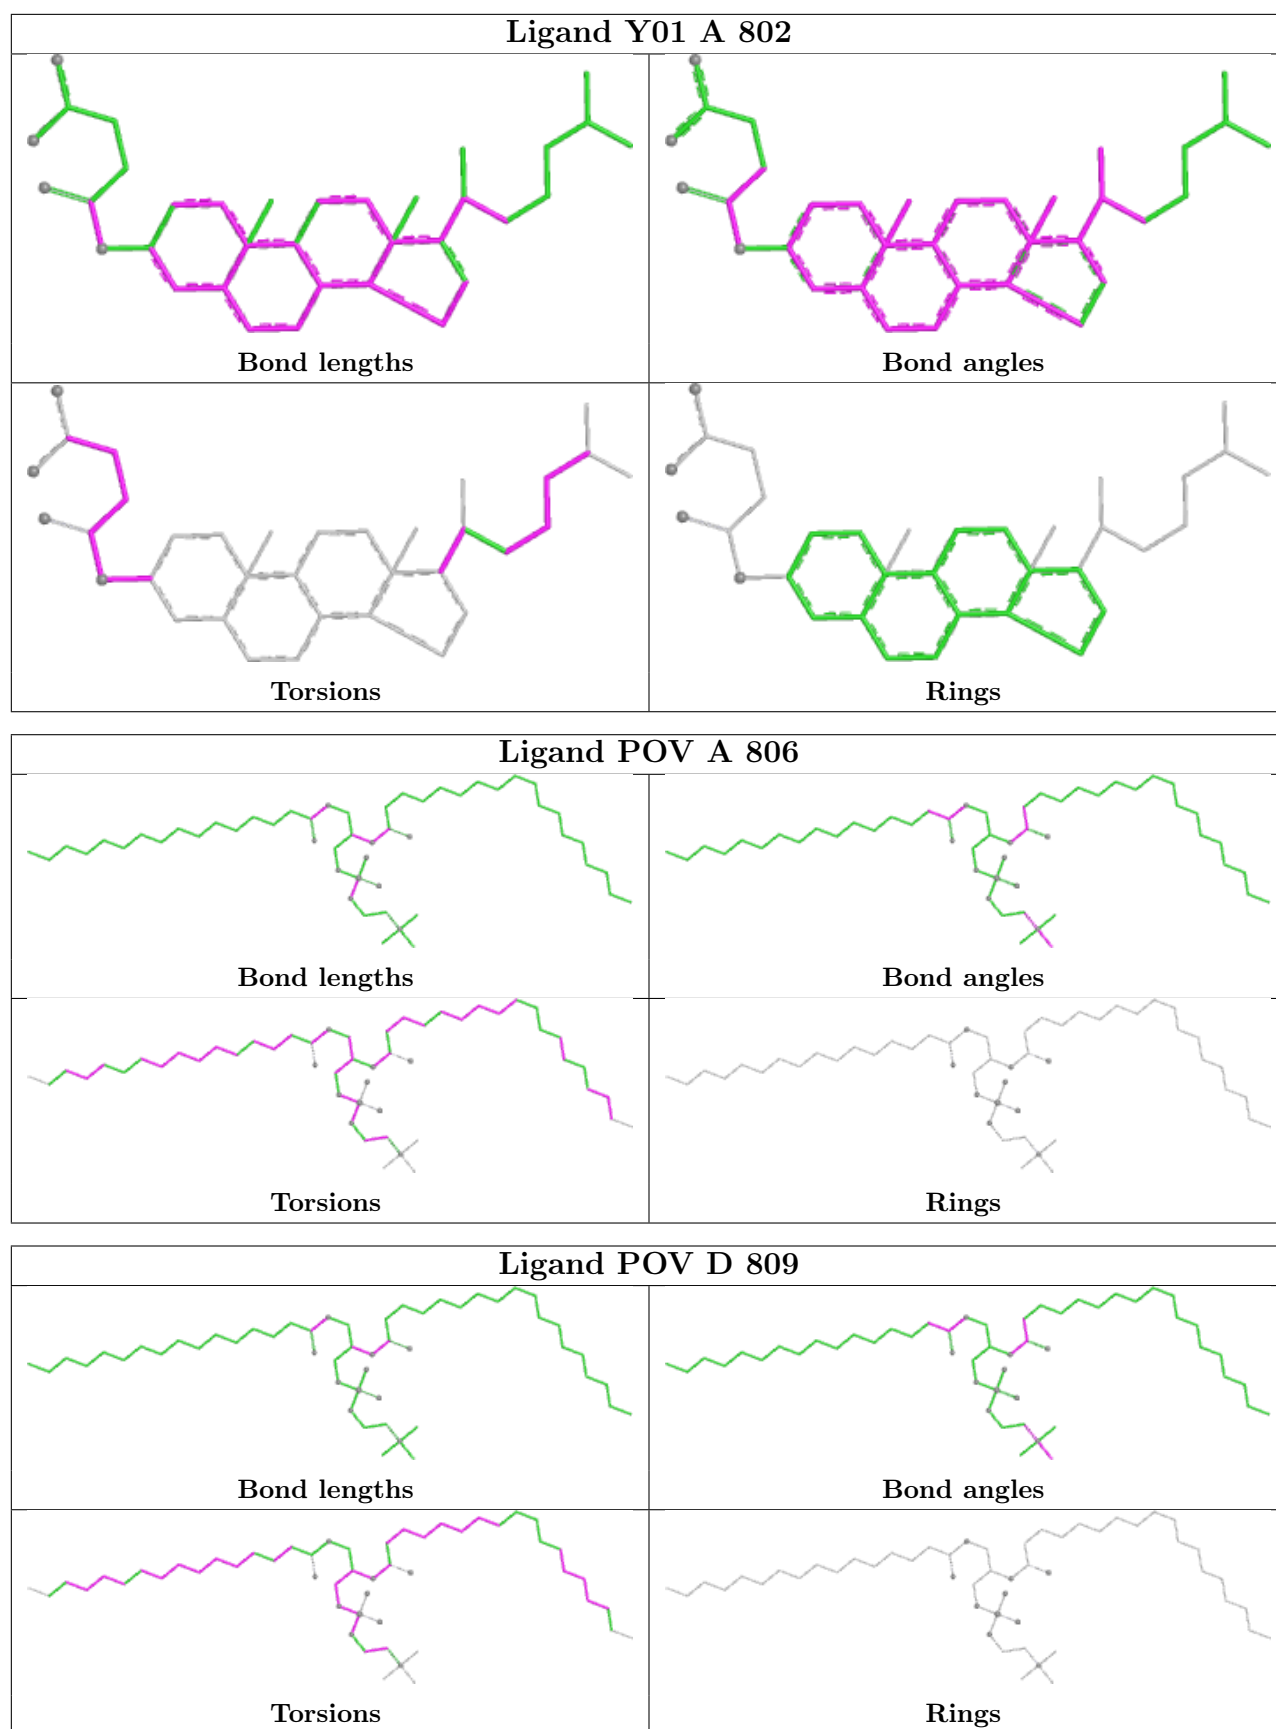 Ligand Y01 A 802
Bond lengths
Bond angles
Torsions
Rings
Ligand POV A 806
Bond lengths
Bond angles
Torsions
Rings
Ligand POV D 809
Bond lengths
Bond angles
Torsions
Rings